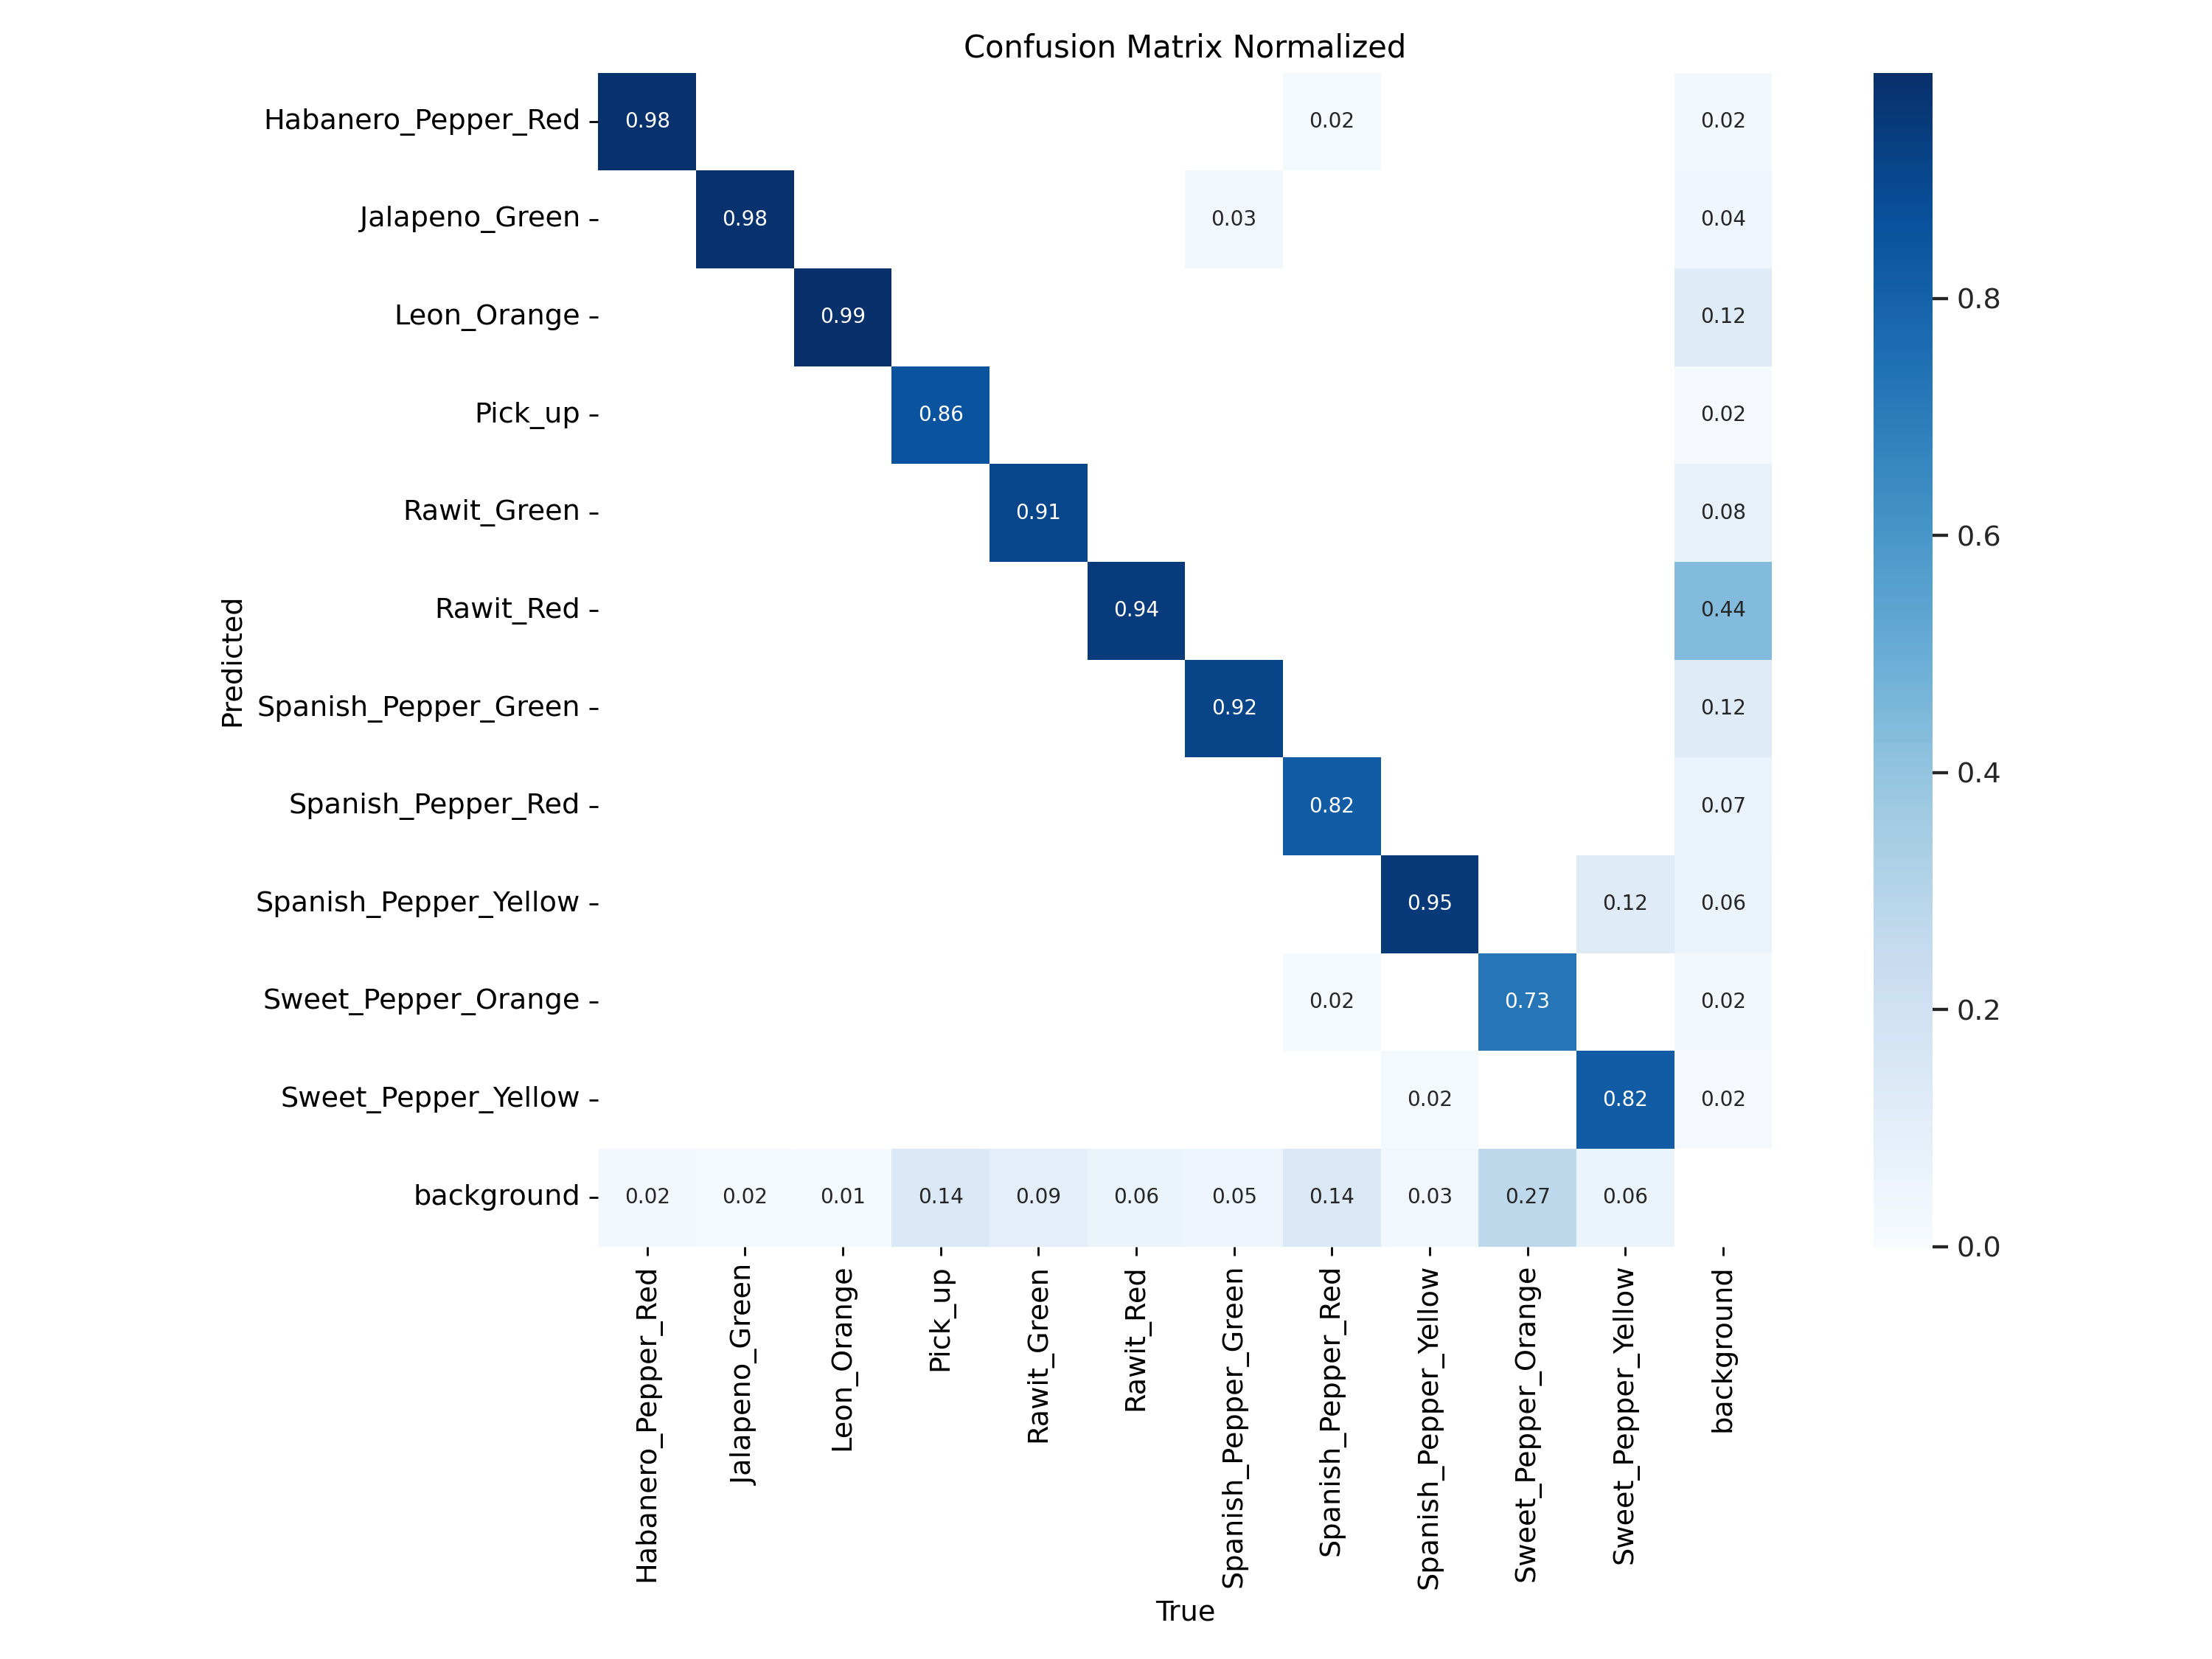 Confusion Matrix Normalized
Predicted
Habanero_Pepper_Red 0.98 0.02 0.02
Jalapeno_Green 0.98 0.03 0.04
Leon_Orange 0.99 0.12
Pick_up 0.86 0.02
Rawit_Green 0.91 0.08
Rawit_Red 0.94 0.44
Spanish_Pepper_Green 0.92 0.12
Spanish_Pepper_Red 0.82 0.07
Spanish_Pepper_Yellow 0.95 0.12 0.06
Sweet_Pepper_Orange 0.02 0.73 0.02
Sweet_Pepper_Yellow 0.02 0.82 0.02
background 0.02 0.02 0.01 0.14 0.09 0.06 0.05 0.14 0.03 0.27 0.06
Habanero_Pepper_Red
Jalapeno_Green
Leon_Orange
Pick_up
Rawit_Green
Rawit_Red
Spanish_Pepper_Green
Spanish_Pepper_Red
Spanish_Pepper_Yellow
Sweet_Pepper_Orange
Sweet_Pepper_Yellow
background
True
0.8
0.6
0.4
0.2
0.0